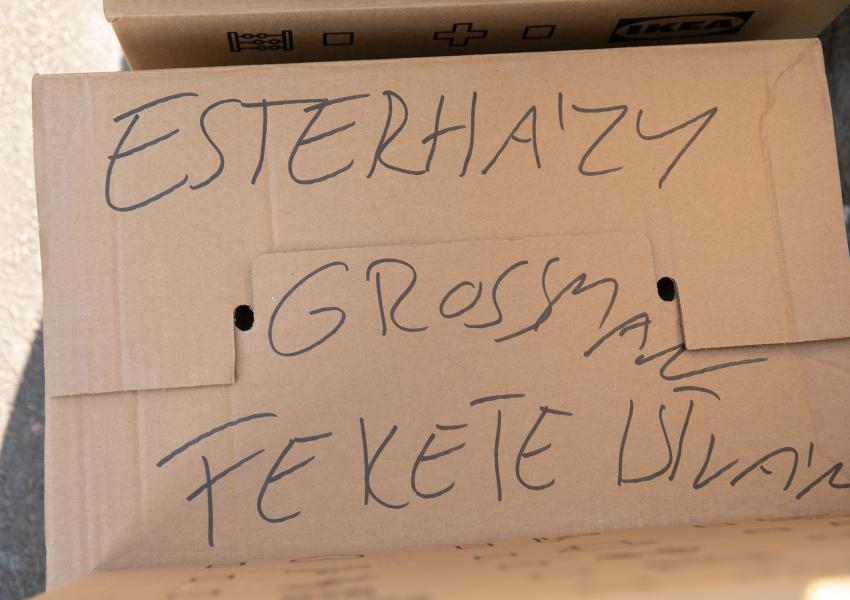 IKEA
ESTERHÁZY
GROSSMAN
FEKETE ISTVÁN